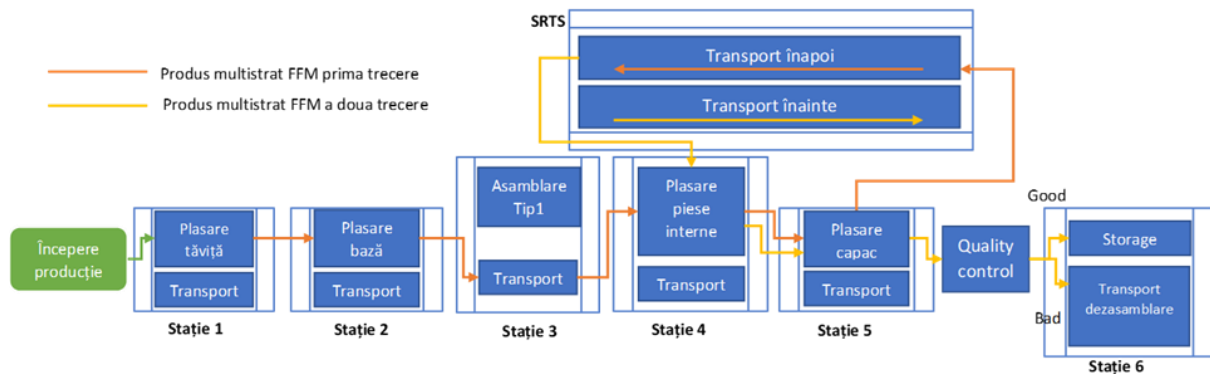 SRTS
Transport înapoi
Transport înainte
Produs multistrat FFM prima trecere
Produs multistrat FFM a doua trecere
Începere
producție
Plasare
tăviță
Transport
Stație 1
Plasare
bază
Transport
Stație 2
Asamblare
Tip1
Transport
Stație 3
Plasare
piese
interne
Transport
Stație 4
Plasare
capac
Transport
Stație 5
Quality
control
Good
Bad
Storage
Transport
dezasamblare
Stație 6